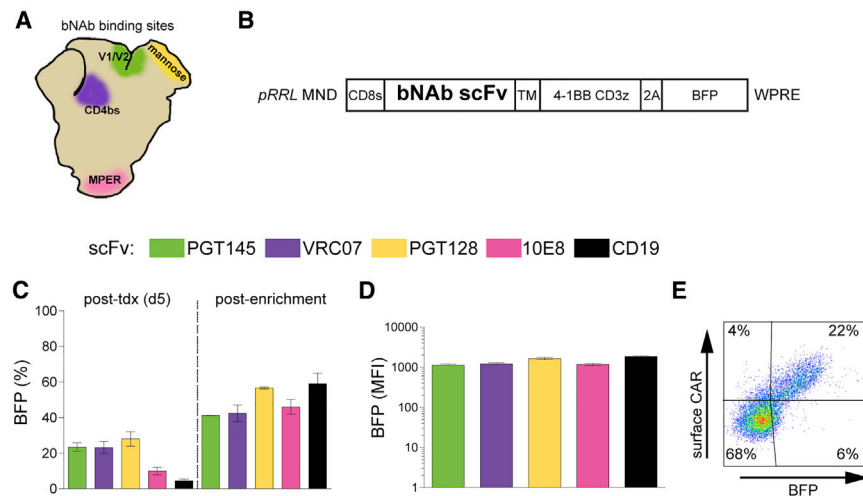 A
bNAb binding sites
V1/V2
mannose
CD4bs
MPER
B
pRRL MND CD8s bNAb scFv TM 4-1BB CD3z 2A BFP WPRE
scFv: PGT145 VRC07 PGT128 10E8 CD19
C
post-tdx (d5) post-enrichment
BFP (%)
100
80
60
40
20
0
D
BFP (MFI)
10000
1000
100
10
1
E
4% 22%
68% 6%
surface CAR
BFP